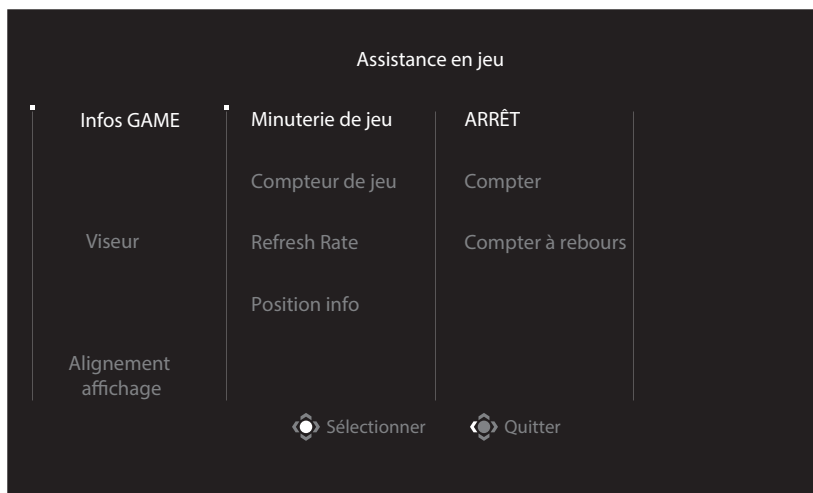 Assistance en jeu
Infos GAME
Minuterie de jeu
ARRÊT
Compteur de jeu
Compter
Viseur
Refresh Rate
Compter à rebours
Position info
Alignement
affichage
Sélectionner
Quitter